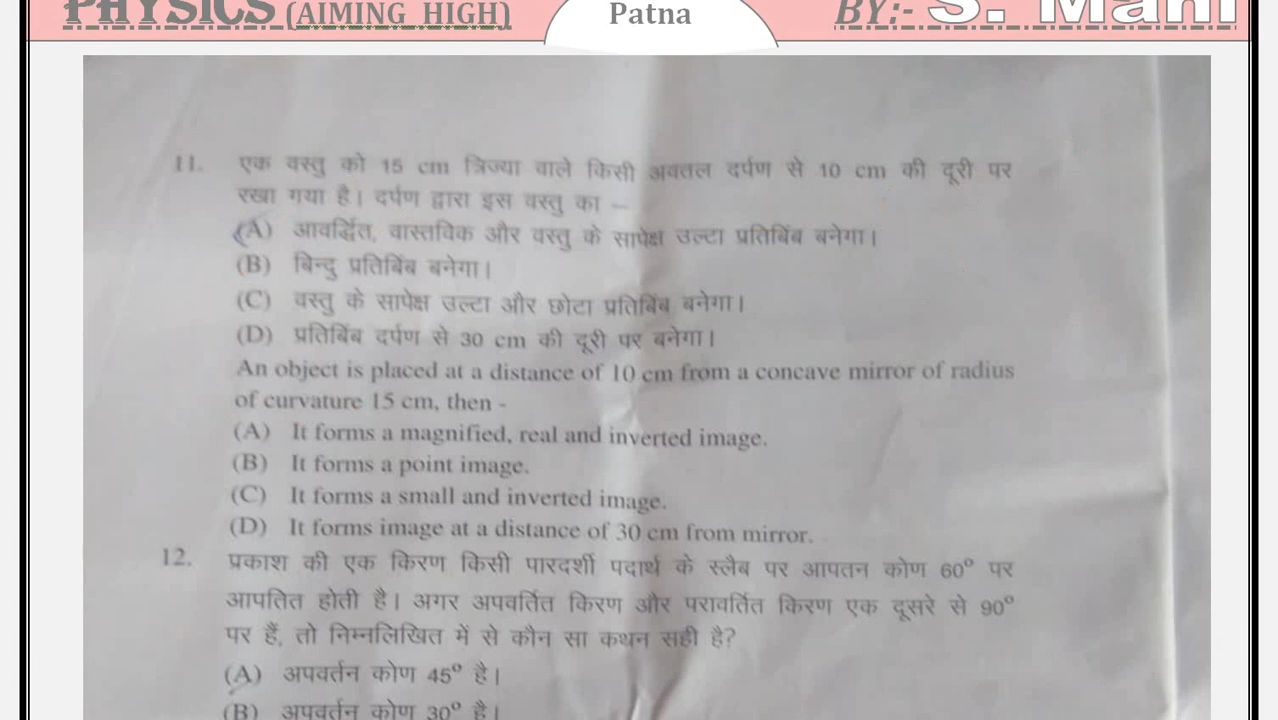 PHYSICS (AIMING HIGH) Patna BY:- S. Mani
11. एक वस्तु को 15 cm त्रिज्या वाले किसी अवतल दर्पण से 10 cm की दूरी पर
रखा गया है। दर्पण द्वारा इस वस्तु का –
(A) आवर्द्धित, वास्तविक और वस्तु के सापेक्ष उल्टा प्रतिबिंब बनेगा।
(B) बिन्दु प्रतिबिंब बनेगा।
(C) वस्तु के सापेक्ष उल्टा और छोटा प्रतिबिंब बनेगा।
(D) प्रतिबिंब दर्पण से 30 cm की दूरी पर बनेगा।
An object is placed at a distance of 10 cm from a concave mirror of radius
of curvature 15 cm, then -
(A) It forms a magnified, real and inverted image.
(B) It forms a point image.
(C) It forms a small and inverted image.
(D) It forms image at a distance of 30 cm from mirror.
12. प्रकाश की एक किरण किसी पारदर्शी पदार्थ के स्लैब पर आपतन कोण 60° पर
आपतित होती है। अगर अपवर्तित किरण और परावर्तित किरण एक दूसरे से 90°
पर हैं, तो निम्नलिखित में से कौन सा कथन सही है?
(A) अपवर्तन कोण 45° है।
(B) अपवर्तन कोण 30° है।